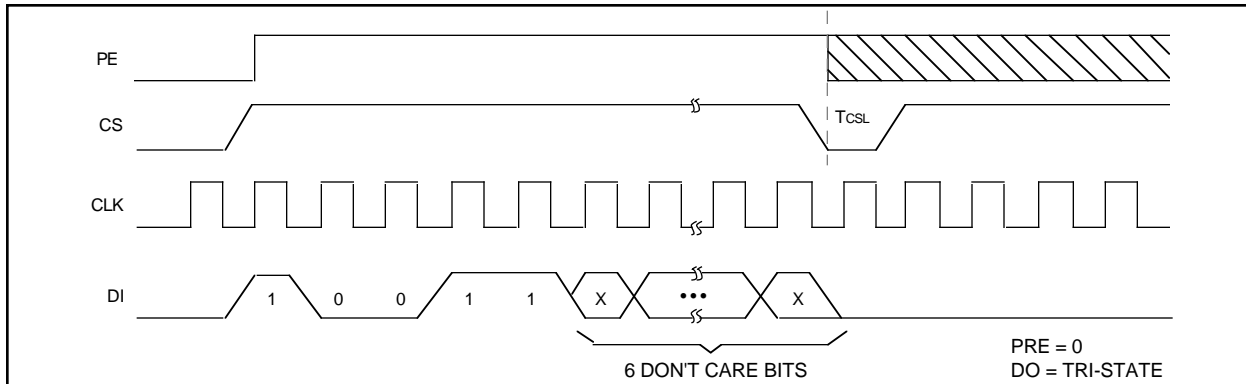 PE
CS
TCSL
CLK
DI
1 0 0 1 1 X ••• X
6 DON'T CARE BITS
PRE = 0
DO = TRI-STATE